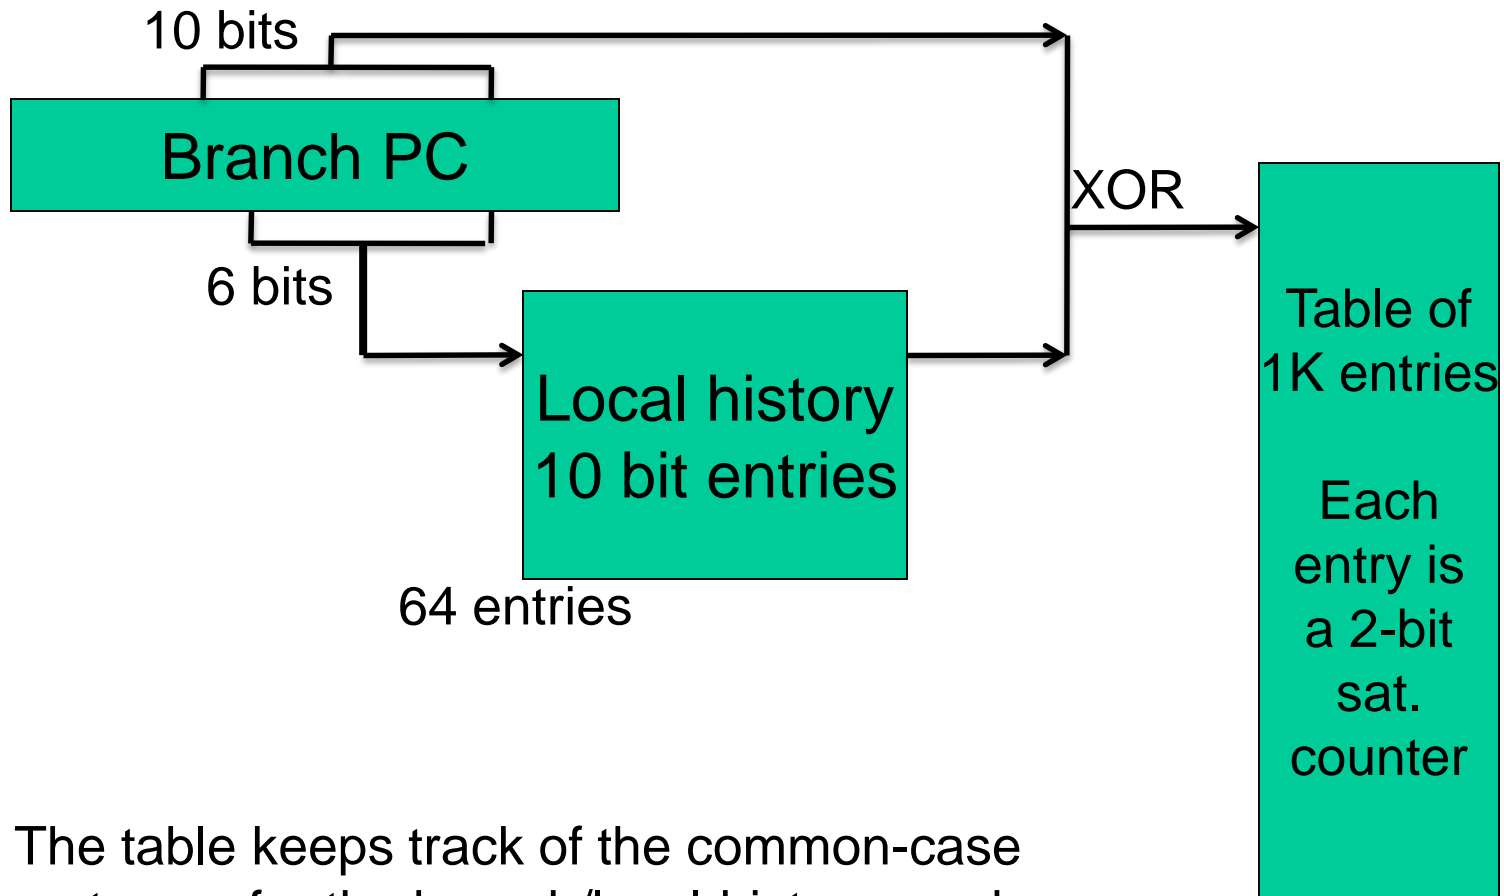 10 bits
Branch PC
6 bits
XOR
Local history
10 bit entries
64 entries
Table of
1K entries
Each
entry is
a 2-bit
sat.
counter
The table keeps track of the common-case